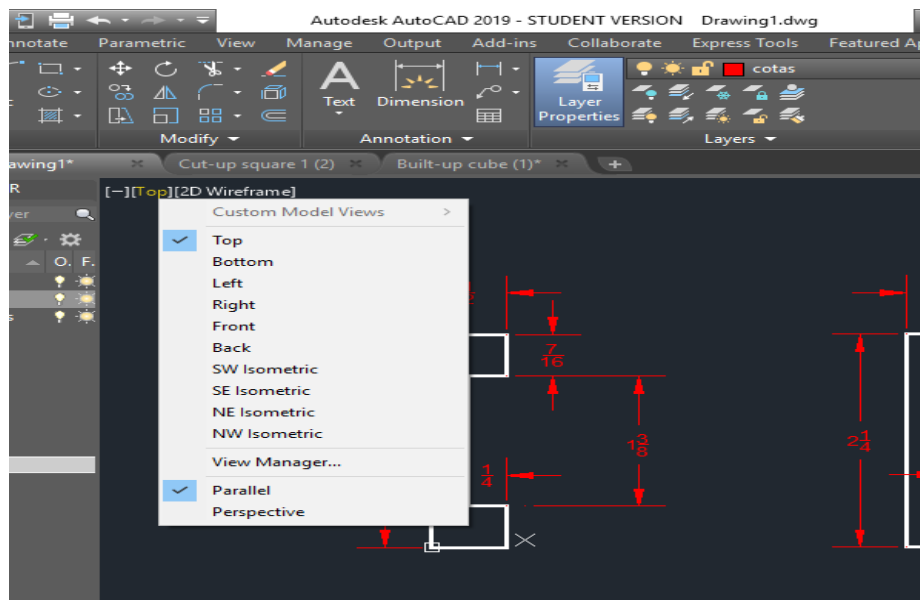 Autodesk AutoCAD 2019 - STUDENT VERSION Drawing1.dwg
Parametric View Manage Output Add-ins Collaborate Express Tools Featured
Text Dimension Layer Properties cotas
Modify Annotation Layers
Cut-up square 1 (2) Built-up cube (1)* +
[−][Top][2D Wireframe]
Custom Model Views >
Top
O. F.
Bottom
Left
Right
Front
Back
SW Isometric
SE Isometric
NE Isometric
NW Isometric
View Manager...
Parallel
Perspective
7/16
1 3/8
2 1/4
1/4